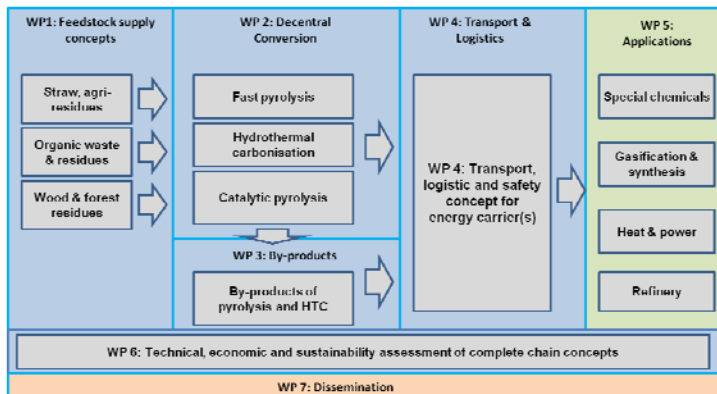 WP1: Feedstock supply
concepts
Straw, agri-
residues
Organic waste
& residues
Wood & forest
residues
WP 2: Decentral
Conversion
Fast pyrolysis
Hydrothermal
carbonisation
Catalytic pyrolysis
WP 3: By-products
By-products of
pyrolysis and HTC
WP 4: Transport &
Logistics
WP 4: Transport,
logistic and safety
concept for
energy carrier(s)
WP 5:
Applications
Special chemicals
Gasification &
synthesis
Heat & power
Refinery
WP 6: Technical, economic and sustainability assessment of complete chain concepts
WP 7: Dissemination